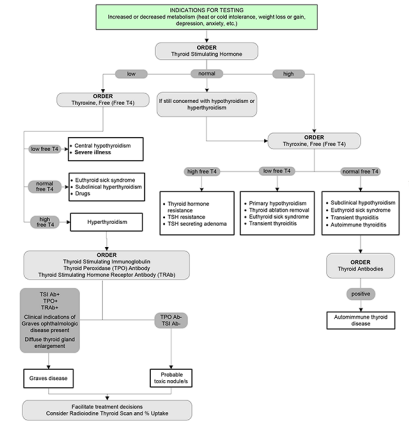 INDICATIONS FOR TESTING
Increased or decreased metabolism (heat or cold intolerance, weight loss or gain,
depression, anxiety, etc.)
ORDER
Thyroid Stimulating Hormone
low
normal
high
ORDER
Thyroxine, Free (Free T4)
If still concerned with hypothyroidism or
hyperthyroidism
ORDER
Thyroxine, Free (Free T4)
low free T4
• Central hypothyroidism
• Severe illness
normal
free T4
• Euthyroid sick syndrome
• Subclinical hyperthyroidism
• Drugs
high
free T4
Hyperthyroidism
high free T4
low free T4
normal free T4
• Thyroid hormone
resistance
• TSH resistance
• TSH secreting adenoma
• Primary hypothyroidism
• Thyroid ablation removal
• Euthyroid sick syndrome
• Transient thyroiditis
• Subclinical hypothyroidism
• Euthyroid sick syndrome
• Transient thyroiditis
• Autoimmune thyroiditis
ORDER
Thyroid Stimulating Immunoglobulin
Thyroid Peroxidase (TPO) Antibody
Thyroid Stimulating Hormone Receptor Antibody (TRAb)
ORDER
Thyroid Antibodies
positive
Autoimmune thyroid
disease
TSI Ab+
TPO+
TRAb+
Clinical indications of
Graves ophthalmologic
disease present
Diffuse thyroid gland
enlargement
TPO Ab-
TSI Ab-
Graves disease
Probable
toxic nodule/s
Facilitate treatment decisions
Consider Radioiodine Thyroid Scan and % Uptake